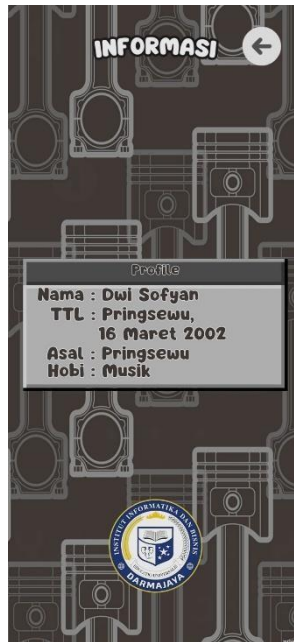 INFORMASI
Profile
Nama : Dwi Sofyan
TTL : Pringsewu,
16 Maret 2002
Asal : Pringsewu
Hobi : Musik
INSTITUT INFORMATIKA DAN BISNIS
DARMAJAYA